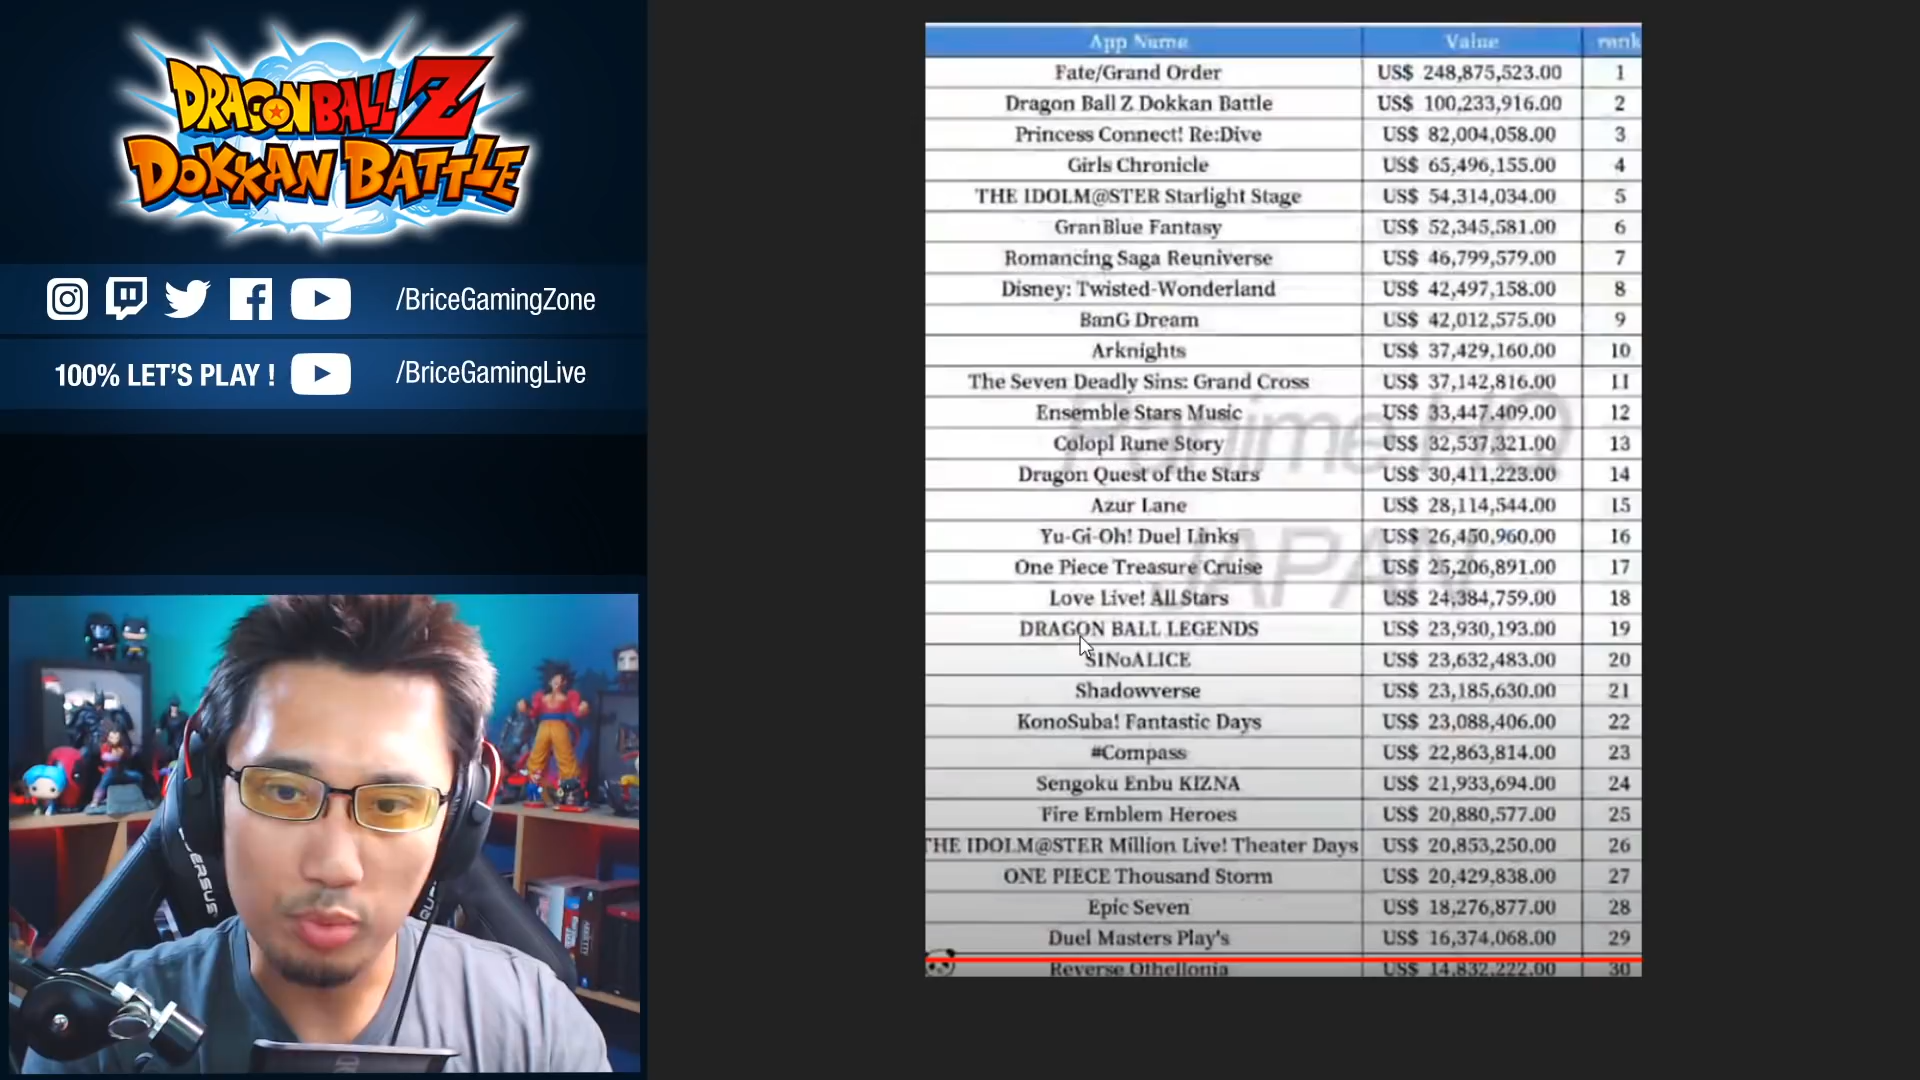 DRAGON BALL Z
DOKKAN BATTLE
/BriceGamingZone
100% LET'S PLAY !
/BriceGamingLive
App Name Value rank
Fate/Grand Order US$ 248,875,523.00 1
Dragon Ball Z Dokkan Battle US$ 100,233,916.00 2
Princess Connect! Re:Dive US$ 82,004,058.00 3
Girls Chronicle US$ 65,496,155.00 4
THE IDOLM@STER Starlight Stage US$ 54,314,034.00 5
GranBlue Fantasy US$ 52,345,581.00 6
Romancing Saga Reuniverse US$ 46,799,579.00 7
Disney: Twisted-Wonderland US$ 42,497,158.00 8
BanG Dream US$ 42,012,575.00 9
Arknights US$ 37,429,160.00 10
The Seven Deadly Sins: Grand Cross US$ 37,142,816.00 11
Ensemble Stars Music US$ 33,447,409.00 12
Colopl Rune Story US$ 32,537,321.00 13
Dragon Quest of the Stars US$ 30,411,223.00 14
Azur Lane US$ 28,114,544.00 15
Yu-Gi-Oh! Duel Links US$ 26,450,960.00 16
One Piece Treasure Cruise US$ 25,206,891.00 17
Love Live! All Stars US$ 24,384,759.00 18
DRAGON BALL LEGENDS US$ 23,930,193.00 19
SINoALICE US$ 23,632,483.00 20
Shadowverse US$ 23,185,630.00 21
KonoSuba! Fantastic Days US$ 23,088,406.00 22
#Compass US$ 22,863,814.00 23
Sengoku Enbu KIZNA US$ 21,933,694.00 24
Fire Emblem Heroes US$ 20,880,577.00 25
THE IDOLM@STER Million Live! Theater Days US$ 20,853,250.00 26
ONE PIECE Thousand Storm US$ 20,429,838.00 27
Epic Seven US$ 18,276,877.00 28
Duel Masters Play's US$ 16,374,068.00 29
Reverse Othellonia US$ 14,832,222.00 30
JAPAN